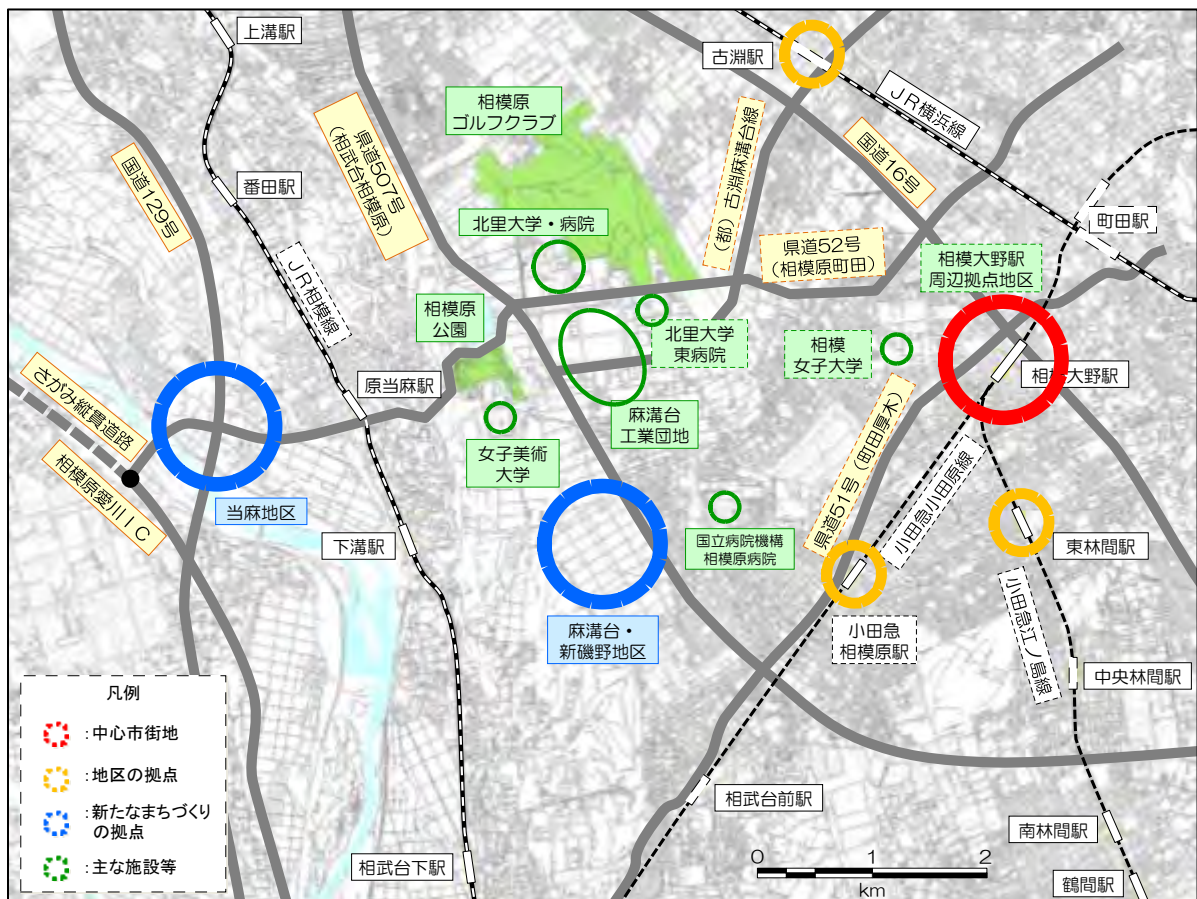 上溝駅
古淵駅
JR横浜線
相模原
ゴルフクラブ
県道507号
(相武台相模原)
国道129号
番田駅
(都)古淵麻溝台線
国道16号
町田駅
北里大学・病院
県道52号
(相模原町田)
相模大野駅
周辺拠点地区
JR相模線
相模原
公園
北里大学
東病院
相模
女子大学
相模大野駅
原当麻駅
さがみ縦貫道路
麻溝台
工業団地
女子美術
大学
県道51号(町田厚木)
小田急小田原線
相模原愛川IC
当麻地区
下溝駅
国立病院機構
相模原病院
東林間駅
麻溝台・
新磯野地区
小田急
相模原駅
小田急江ノ島線
中央林間駅
凡例
:中心市街地
:地区の拠点
:新たなまちづくり
の拠点
:主な施設等
相武台前駅
南林間駅
相武台下駅
鶴間駅
0 1 2
km